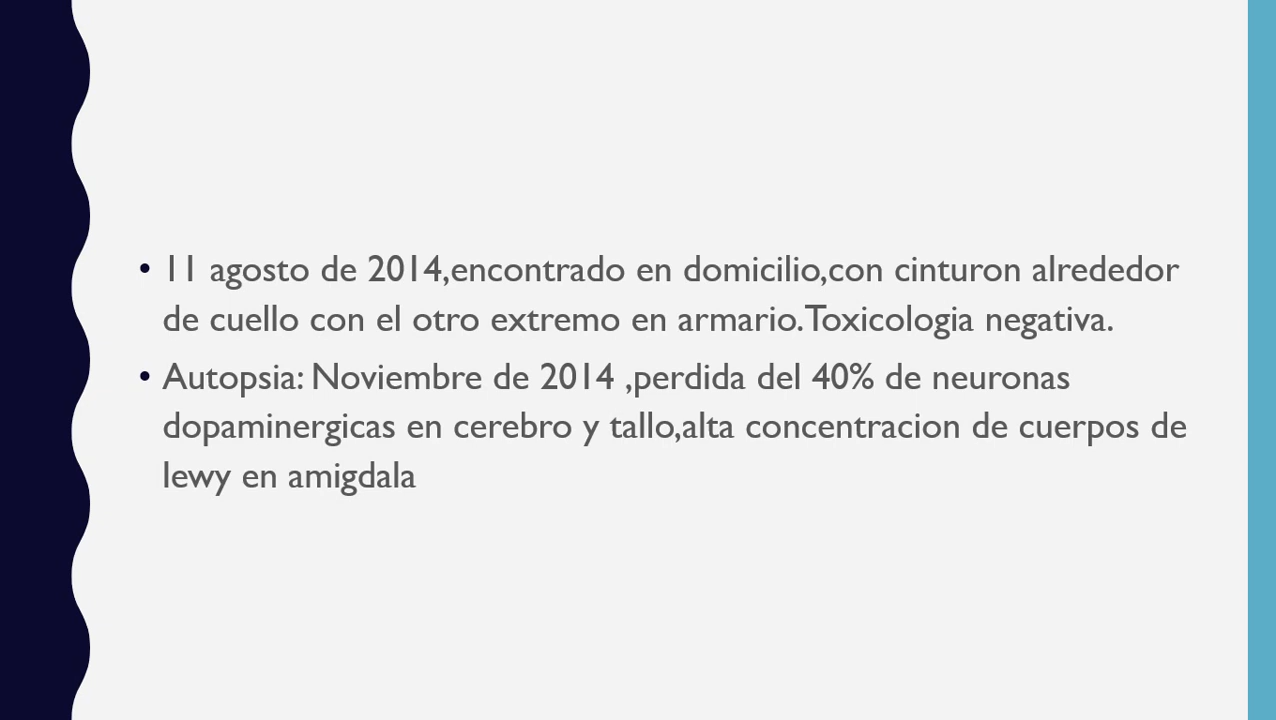 • 11 agosto de 2014,encontrado en domicilio,con cinturon alrededor
de cuello con el otro extremo en armario.Toxicologia negativa.
• Autopsia: Noviembre de 2014 ,perdida del 40% de neuronas
dopaminergicas en cerebro y tallo,alta concentracion de cuerpos de
lewy en amigdala